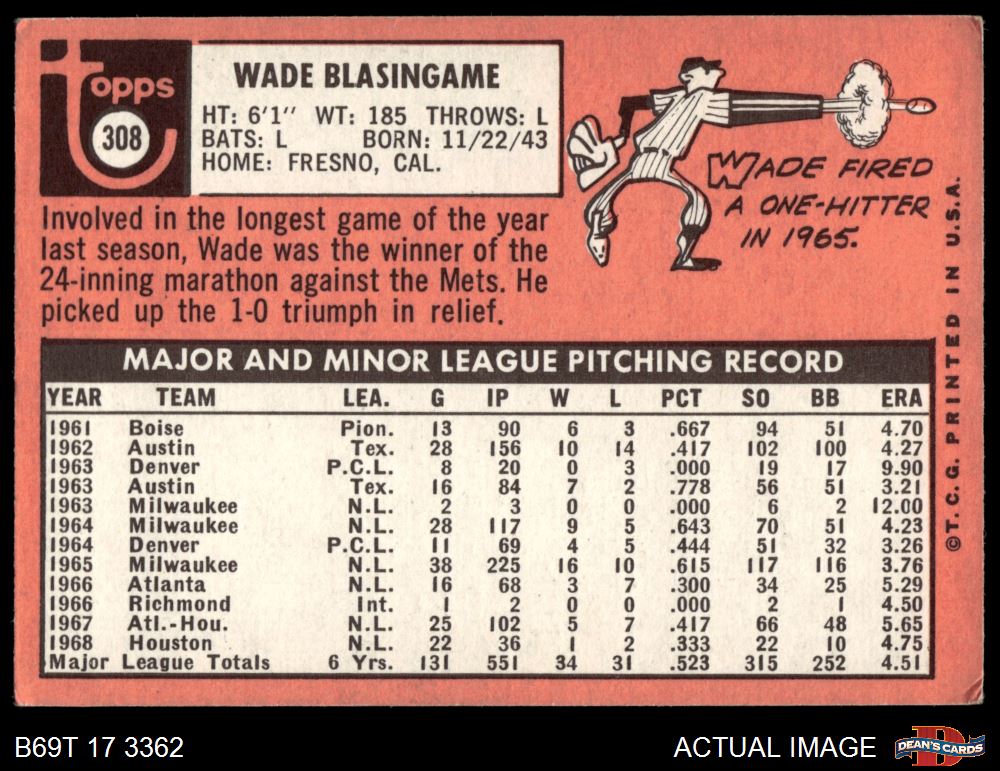 Topps
308
WADE BLASINGAME
HT: 6'1" WT: 185 THROWS: L
BATS: L BORN: 11/22/43
HOME: FRESNO, CAL.
WADE FIRED
A ONE-HITTER
IN 1965.
Involved in the longest game of the year
last season, Wade was the winner of the
24-inning marathon against the Mets. He
picked up the 1-0 triumph in relief.
MAJOR AND MINOR LEAGUE PITCHING RECORD
YEAR TEAM LEA. G IP W L PCT SO BB ERA
1961 Boise Pion. 13 90 6 3 .667 94 51 4.70
1962 Austin Tex. 28 156 10 14 .417 102 100 4.27
1963 Denver P.C.L. 8 20 0 3 .000 19 17 9.90
1963 Austin Tex. 16 84 7 2 .778 56 51 3.21
1963 Milwaukee N.L. 2 3 0 0 .000 6 2 12.00
1964 Milwaukee N.L. 28 117 9 5 .643 70 51 4.23
1964 Denver P.C.L. 11 69 4 5 .444 51 32 3.26
1965 Milwaukee N.L. 38 225 16 10 .615 117 116 3.76
1966 Atlanta N.L. 16 68 3 7 .300 34 25 5.29
1966 Richmond Int. 1 2 0 0 .000 2 1 4.50
1967 Atl.-Hou. N.L. 25 102 5 7 .417 66 48 5.65
1968 Houston N.L. 22 36 1 2 .333 22 10 4.75
Major League Totals 6 Yrs. 131 551 34 31 .523 315 252 4.51
©T.C.G. PRINTED IN U.S.A.
B69T 17 3362
ACTUAL IMAGE
D
DEAN'S CARDS